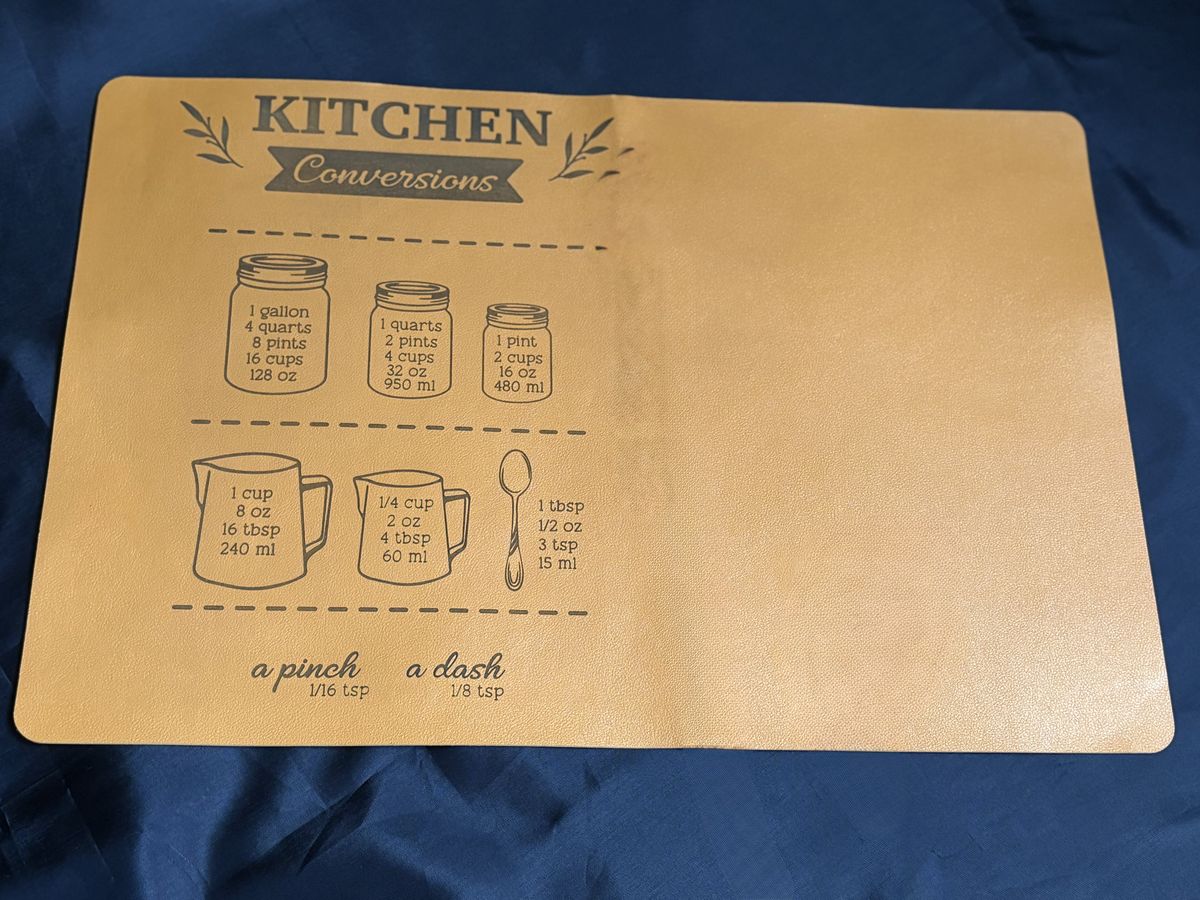 KITCHEN
Conversions
1 gallon
4 quarts
8 pints
16 cups
128 oz
1 quarts
2 pints
4 cups
32 oz
950 ml
1 pint
2 cups
16 oz
480 ml
1 cup
8 oz
16 tbsp
240 ml
1/4 cup
2 oz
4 tbsp
60 ml
1 tbsp
1/2 oz
3 tsp
15 ml
a pinch
1/16 tsp
a dash
1/8 tsp